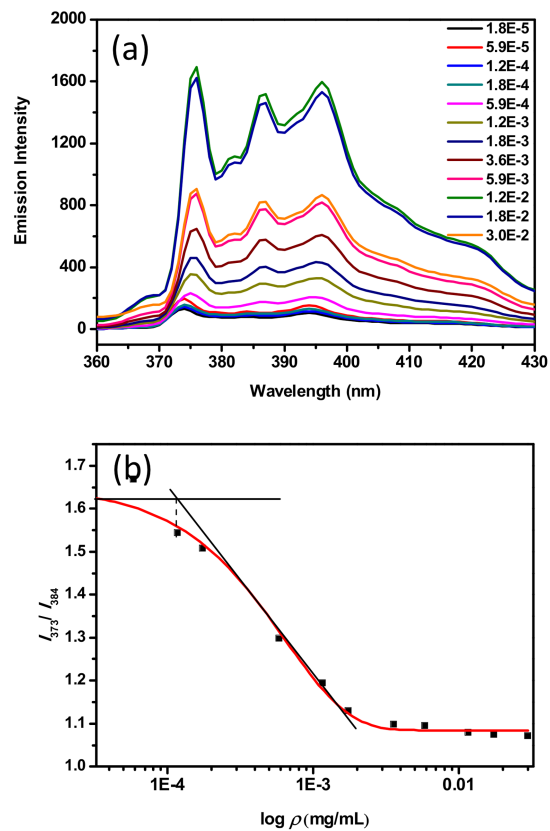 (a)
2000
1600
1200
800
400
0
Emission Intensity
360 370 380 390 400 410 420 430
Wavelength (nm)
1.8E-5
5.9E-5
1.2E-4
1.8E-4
5.9E-4
1.2E-3
1.8E-3
3.6E-3
5.9E-3
1.2E-2
1.8E-2
3.0E-2
(b)
1.7
1.6
1.5
1.4
1.3
1.2
1.1
1.0
I373/ I384
1E-4 1E-3 0.01
log ρ (mg/mL)